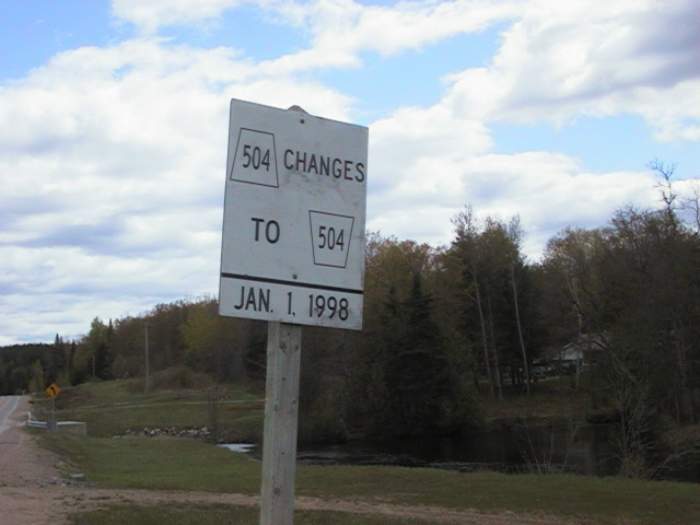 504 CHANGES
TO 504
JAN. 1, 1998